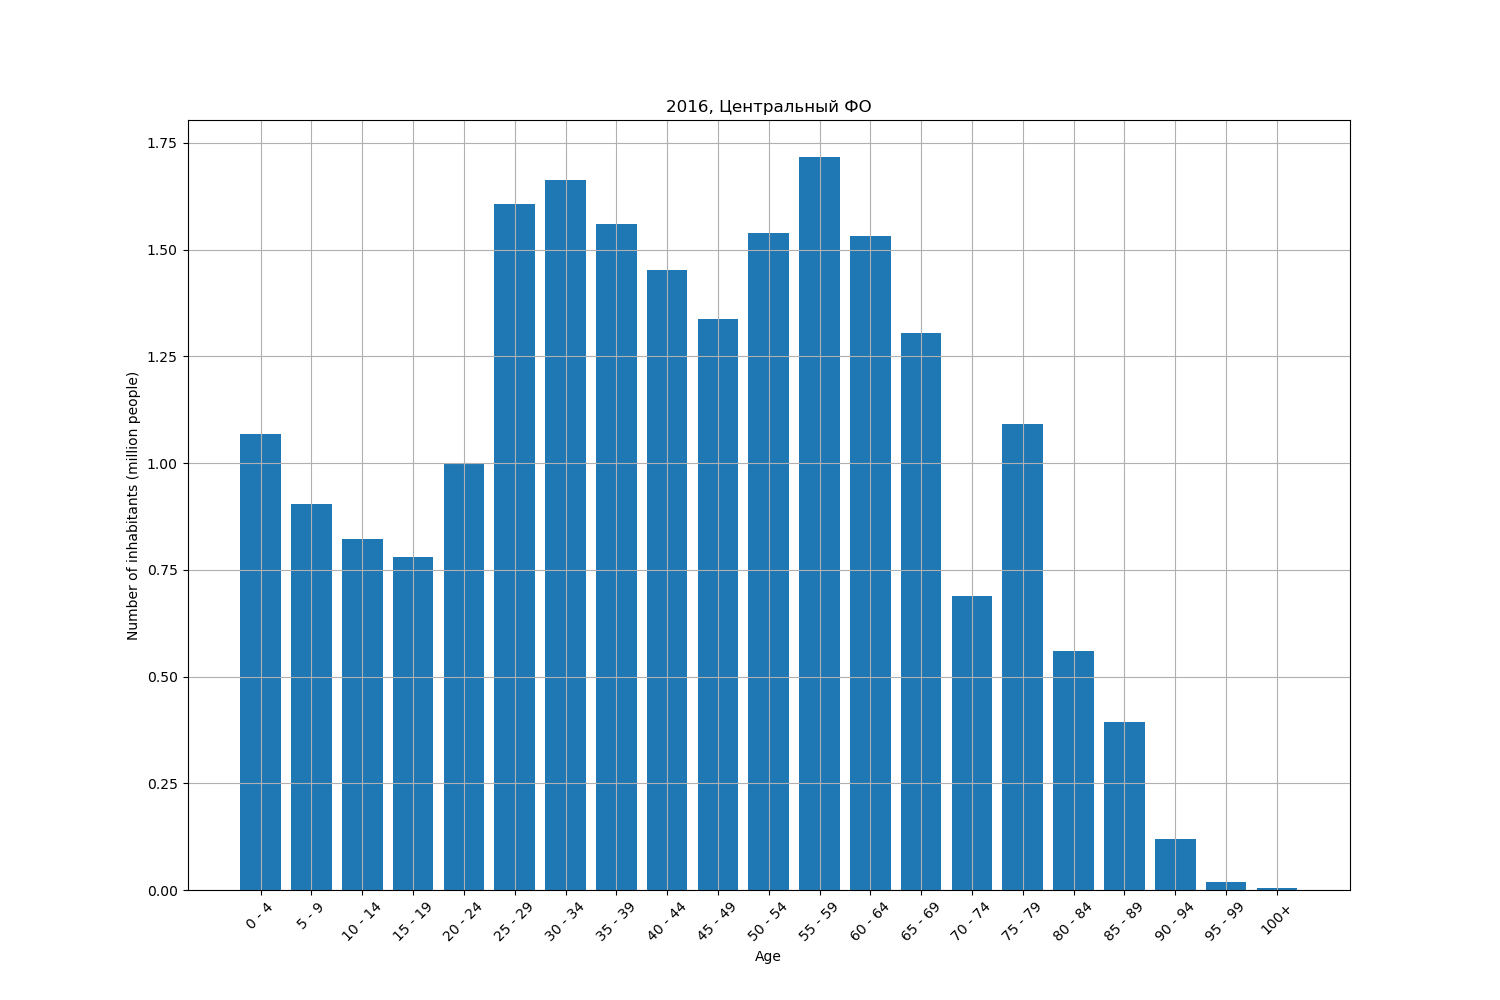 2016, Центральный ФО
1.75
1.50
1.25
1.00
0.75
0.50
0.25
0.00
Number of inhabitants (million people)
0 - 4
5 - 9
10 - 14
15 - 19
20 - 24
25 - 29
30 - 34
35 - 39
40 - 44
45 - 49
50 - 54
55 - 59
60 - 64
65 - 69
70 - 74
75 - 79
80 - 84
85 - 89
90 - 94
95 - 99
100+
Age